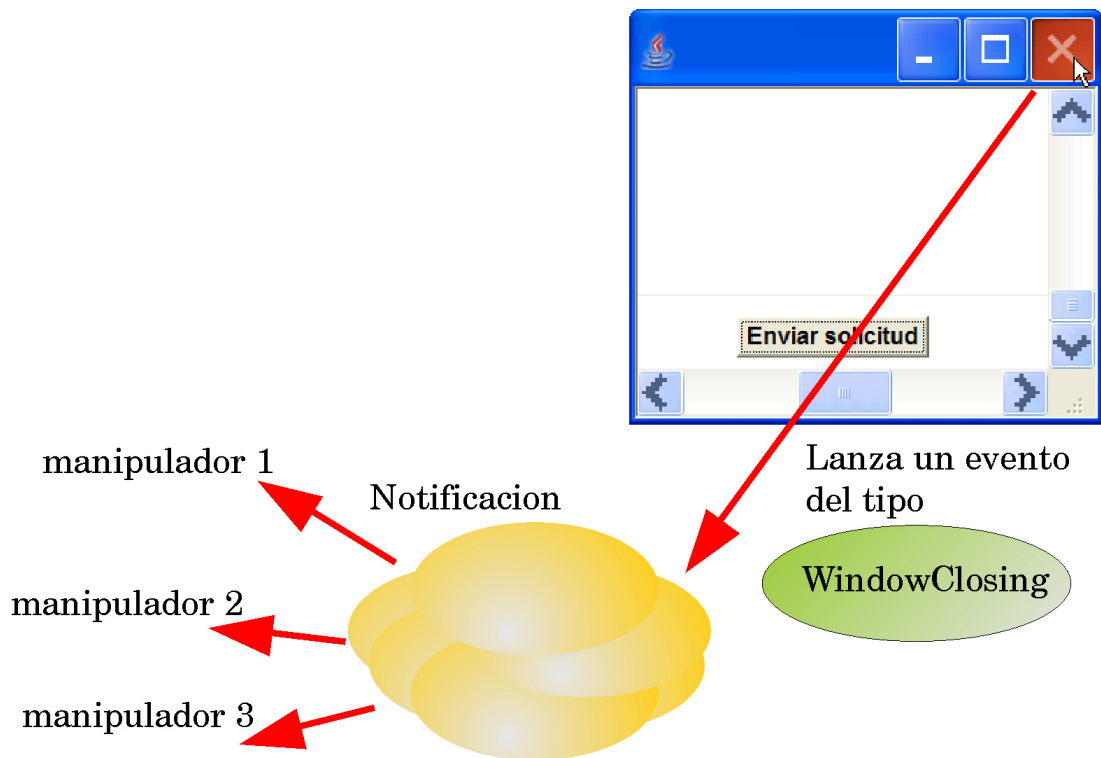 Enviar solicitud
Lanza un evento
del tipo
WindowClosing
Notificacion
manipulador 1
manipulador 2
manipulador 3